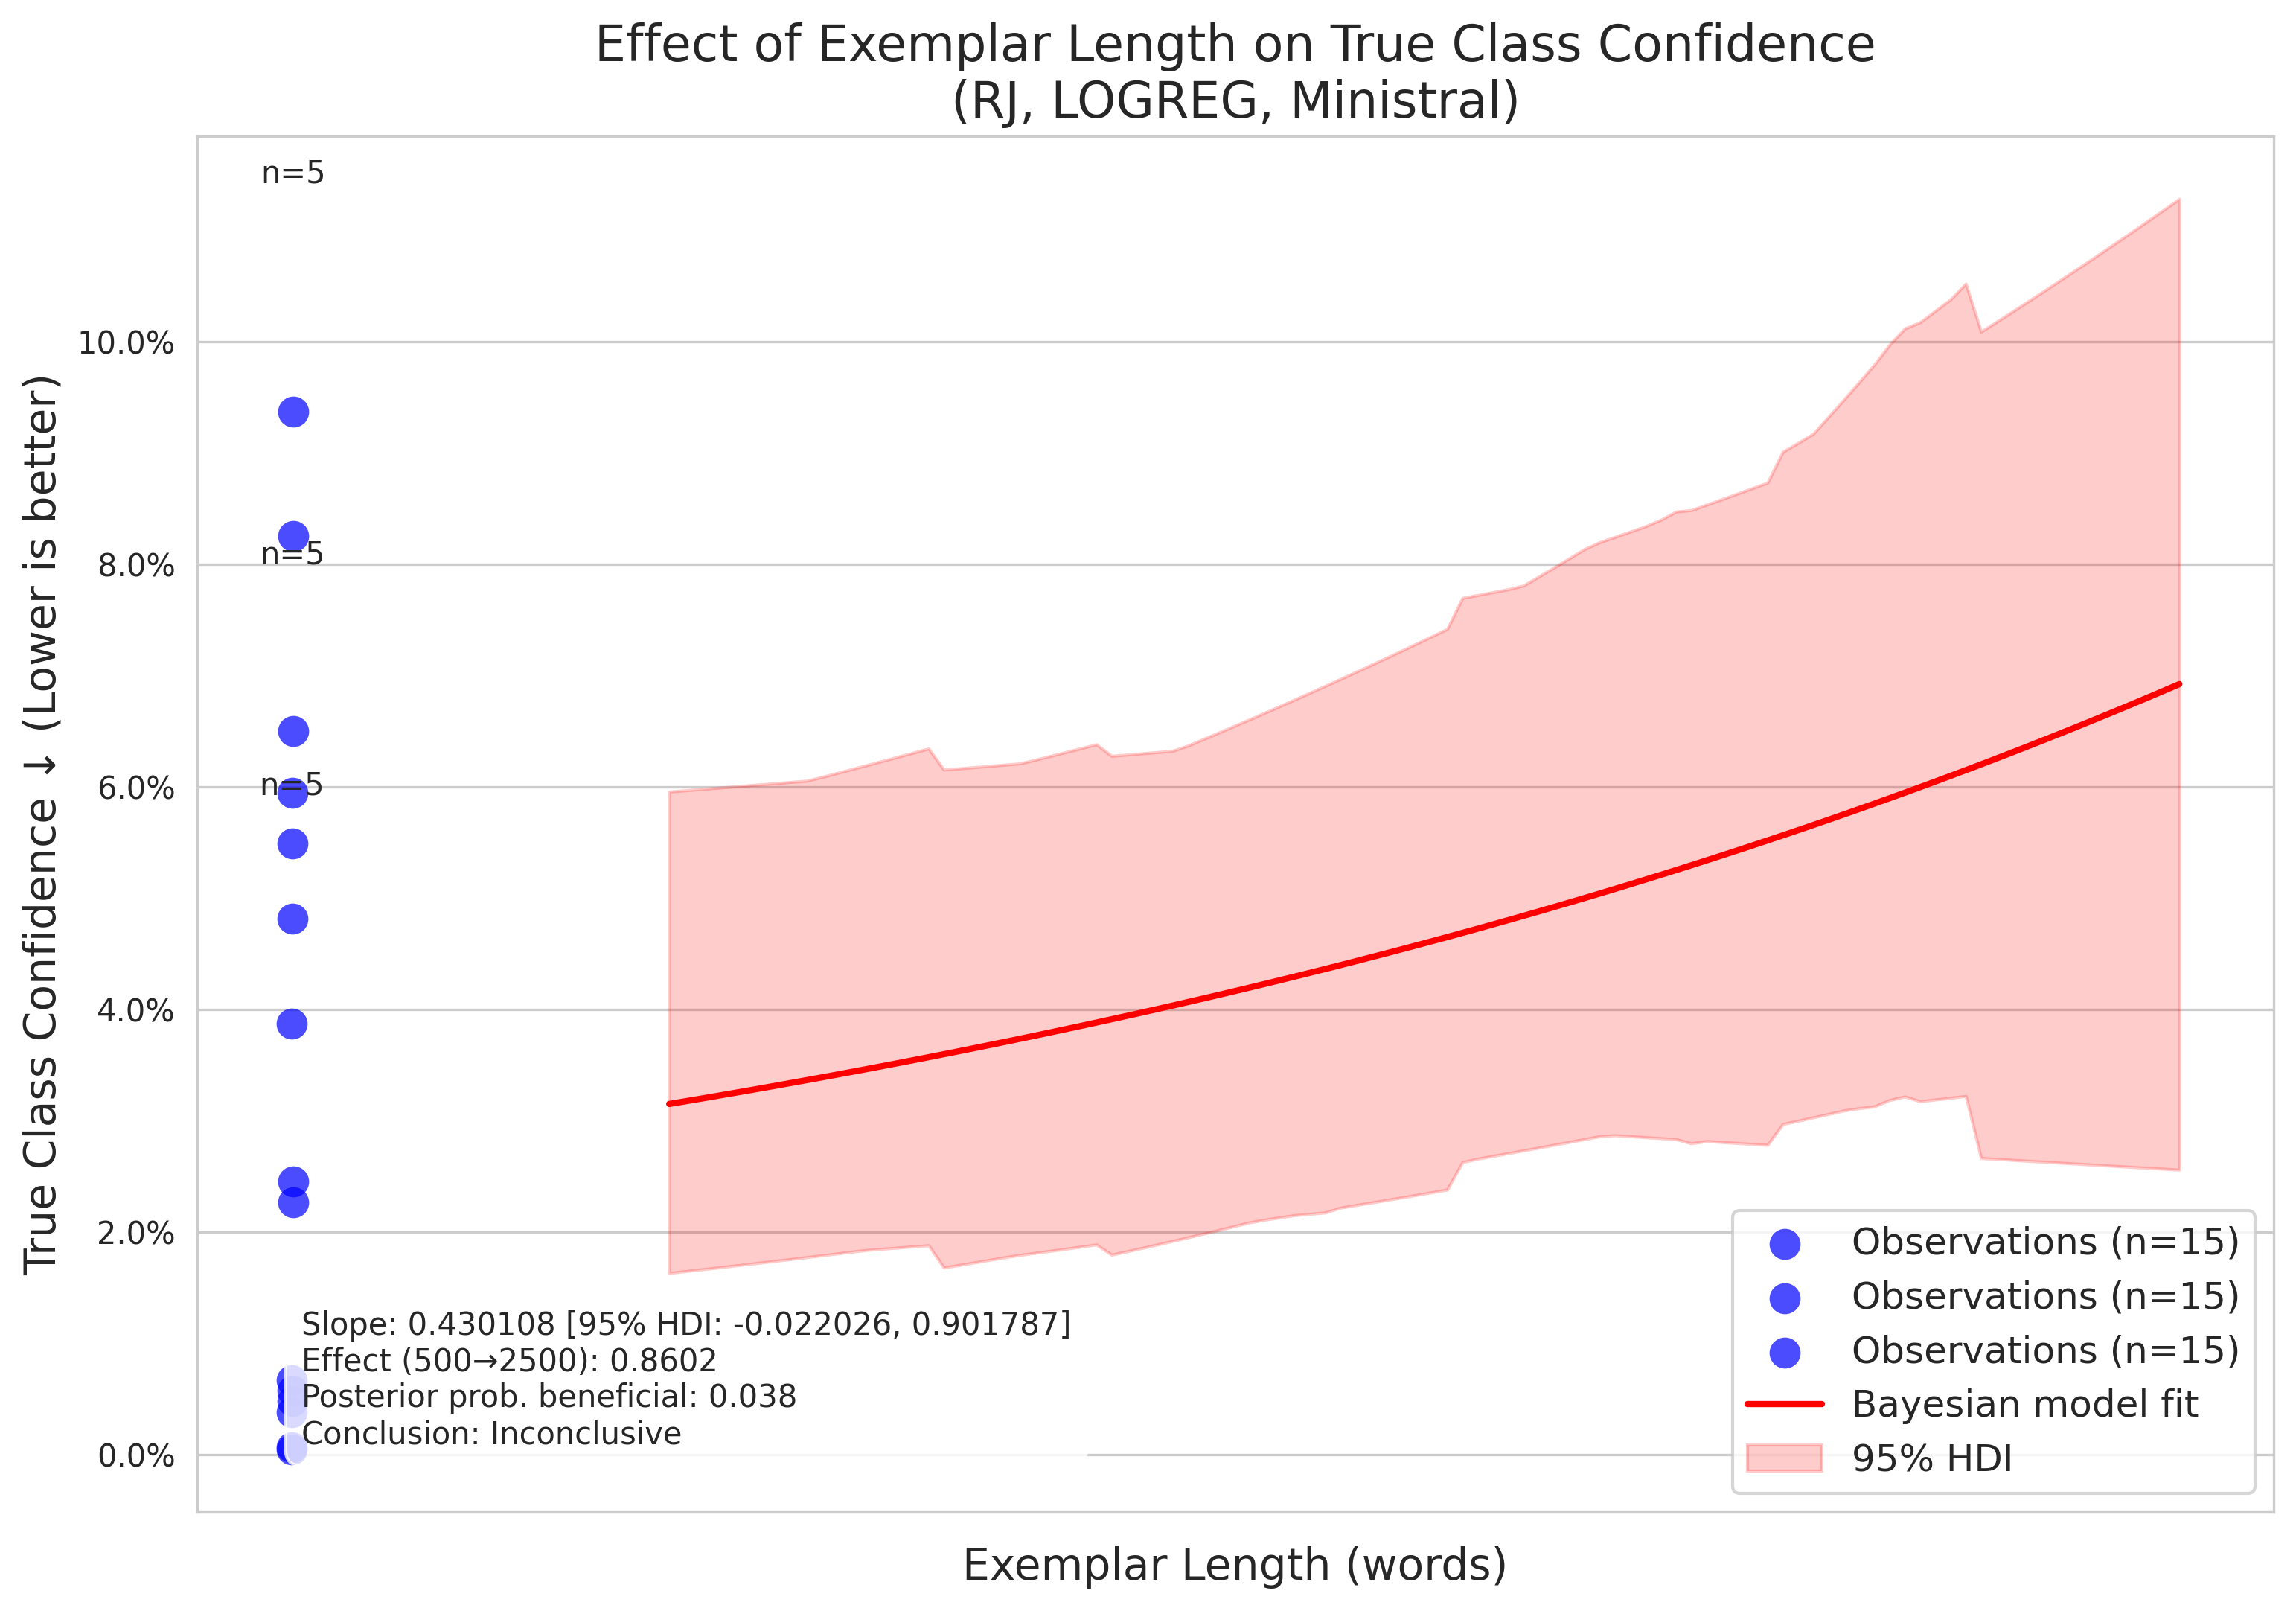 Effect of Exemplar Length on True Class Confidence
(RJ, LOGREG, Ministral)
True Class Confidence ↓ (Lower is better)
10.0%
8.0%
6.0%
4.0%
2.0%
0.0%
n=5
n=5
n=5
Slope: 0.430108 [95% HDI: -0.022026, 0.901787]
Effect (500→2500): 0.8602
Posterior prob. beneficial: 0.038
Conclusion: Inconclusive
Observations (n=15)
Observations (n=15)
Observations (n=15)
Bayesian model fit
95% HDI
Exemplar Length (words)